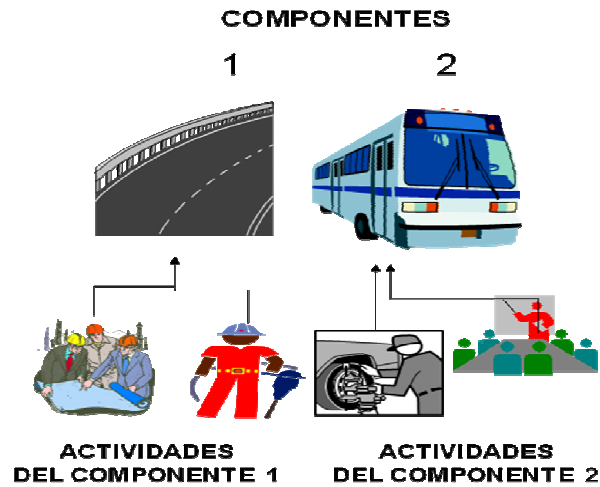 COMPONENTES
1 2
ACTIVIDADES
DEL COMPONENTE 1
ACTIVIDADES
DEL COMPONENTE 2